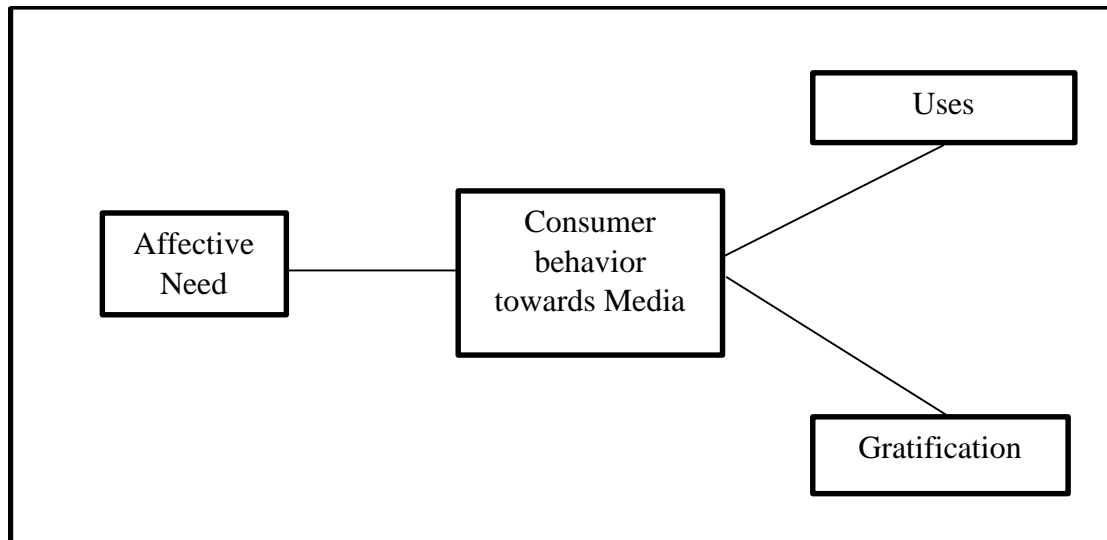 Uses
Affective
Need
Consumer
behavior
towards Media
Gratification